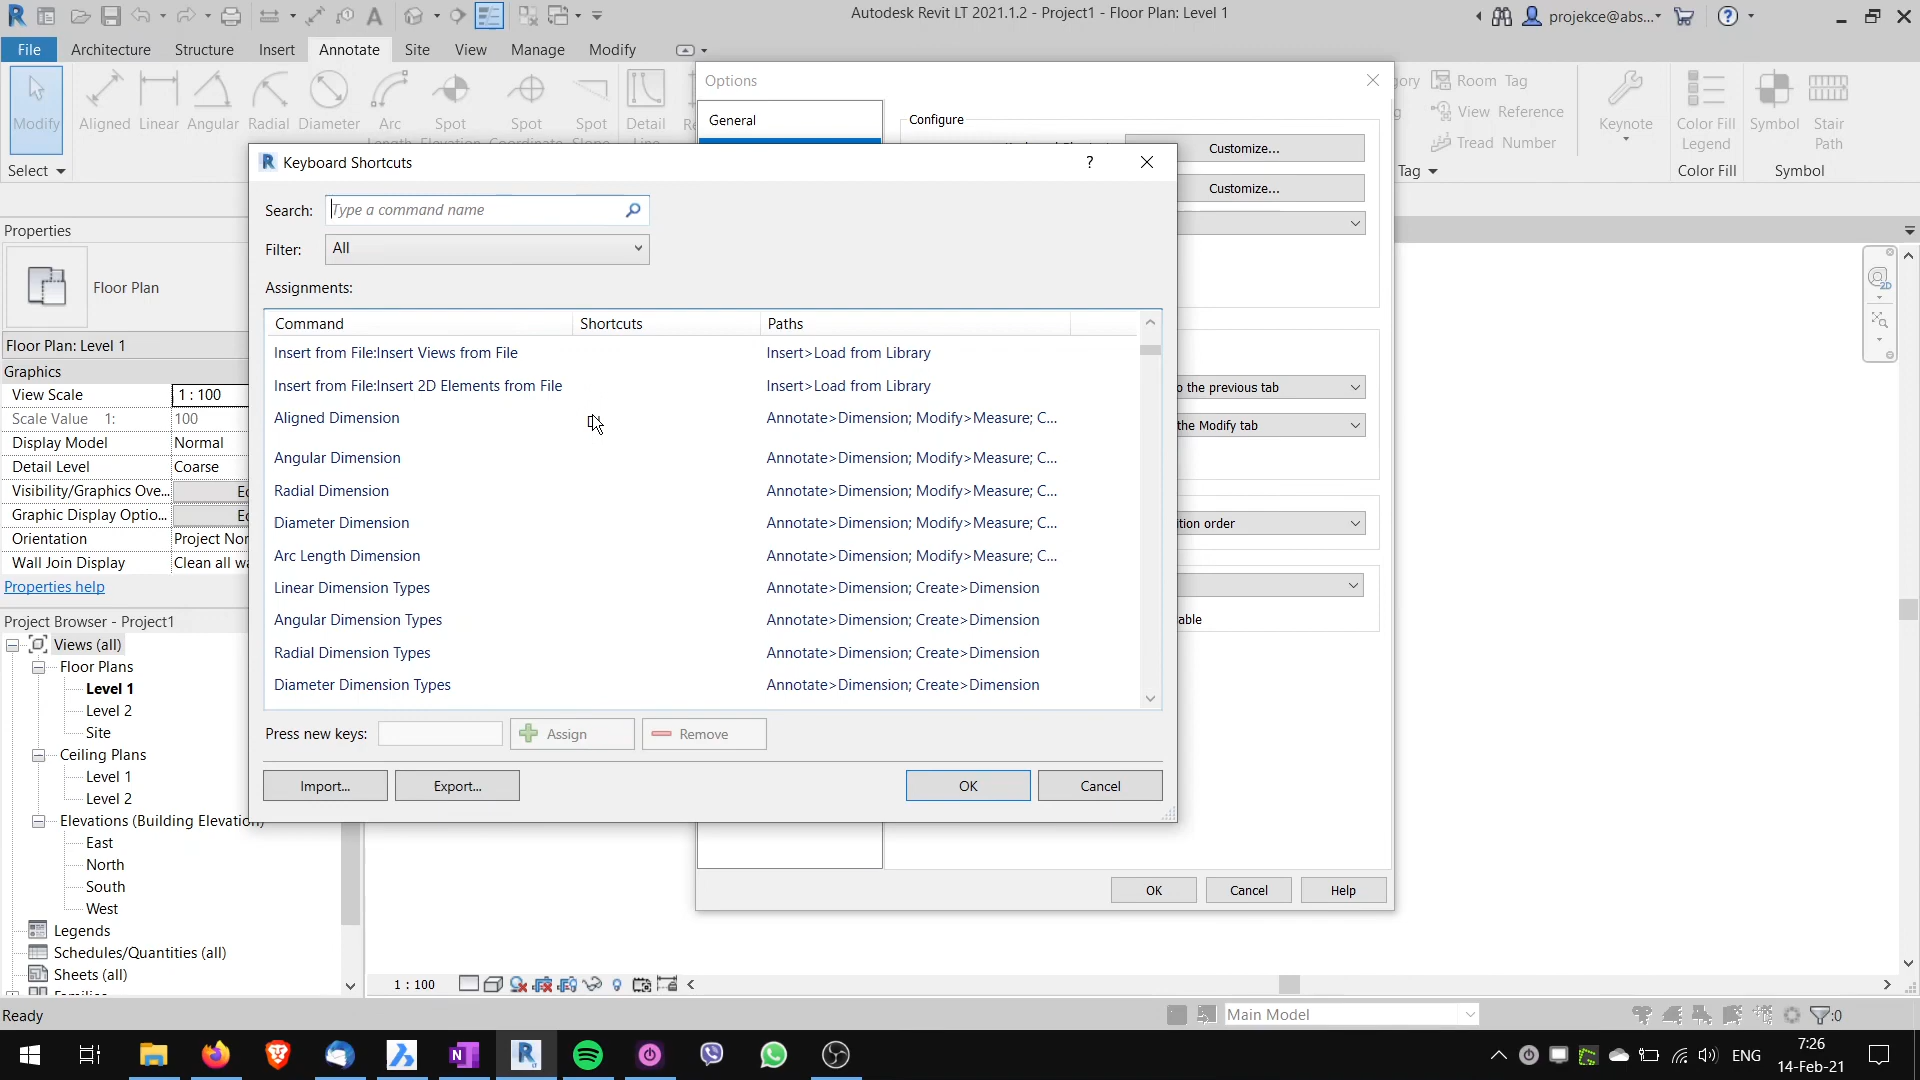 Autodesk Revit LT 2021.1.2 - Project1 - Floor Plan: Level 1
projekce@abs...
File
Architecture
Structure
Insert
Annotate
Site
View
Manage
Modify
Modify
Aligned
Linear
Angular
Radial
Diameter
Arc
Spot
Spot
Spot
Detail
Length
Elevation
Coordinate
Slope
Line
Select
Room Tag
View Reference
Tread Number
Tag
Keynote
Color Fill
Legend
Color Fill
Symbol
Stair
Path
Symbol
Options
General
Configure
Customize...
Customize...
o the previous tab
the Modify tab
ition order
able
OK
Cancel
Help
Keyboard Shortcuts
?
Search:
Type a command name
Filter:
All
Assignments:
Command Shortcuts Paths
Insert from File:Insert Views from File Insert>Load from Library
Insert from File:Insert 2D Elements from File Insert>Load from Library
Aligned Dimension Annotate>Dimension; Modify>Measure; C...
Angular Dimension Annotate>Dimension; Modify>Measure; C...
Radial Dimension Annotate>Dimension; Modify>Measure; C...
Diameter Dimension Annotate>Dimension; Modify>Measure; C...
Arc Length Dimension Annotate>Dimension; Modify>Measure; C...
Linear Dimension Types Annotate>Dimension; Create>Dimension
Angular Dimension Types Annotate>Dimension; Create>Dimension
Radial Dimension Types Annotate>Dimension; Create>Dimension
Diameter Dimension Types Annotate>Dimension; Create>Dimension
Press new keys:
Assign
Remove
Import...
Export...
OK
Cancel
Properties
Floor Plan
Floor Plan: Level 1
Graphics
View Scale 1 : 100
Scale Value 1: 100
Display Model Normal
Detail Level Coarse
Visibility/Graphics Ove...
Graphic Display Optio...
Orientation Project Nor
Wall Join Display Clean all wa
Properties help
Project Browser - Project1
Views (all)
Floor Plans
Level 1
Level 2
Site
Ceiling Plans
Level 1
Level 2
Elevations (Building Elevation)
East
North
South
West
Legends
Schedules/Quantities (all)
Sheets (all)
1 : 100
Ready
Main Model
:0
ENG
7:26
14-Feb-21